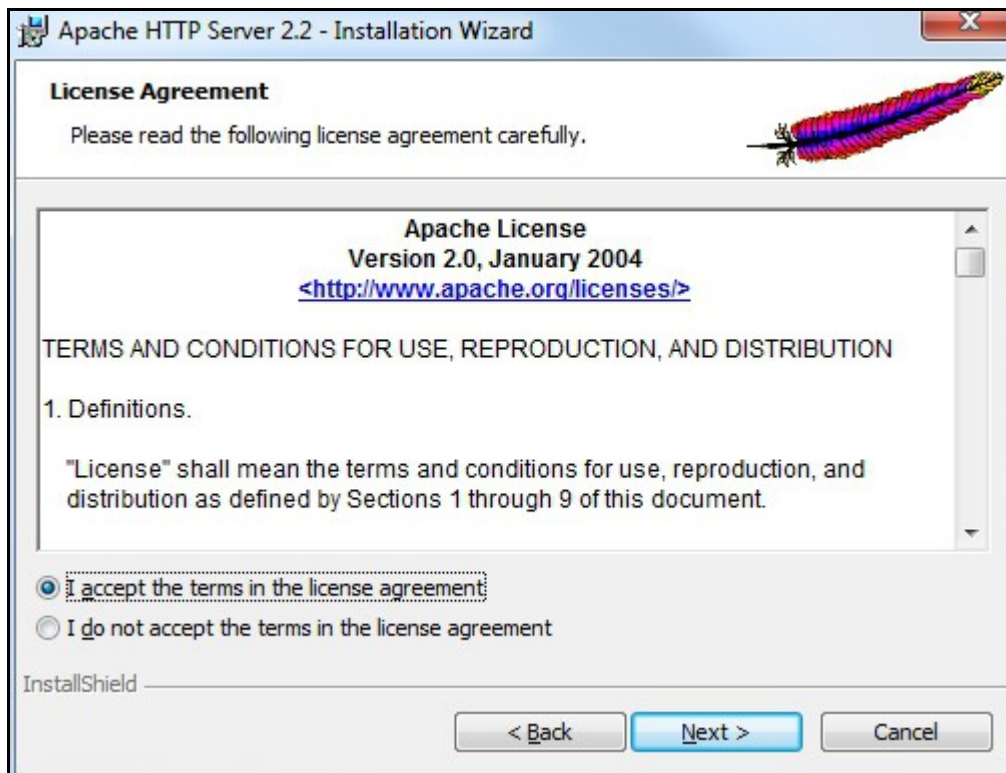 Apache HTTP Server 2.2 - Installation Wizard
License Agreement
Please read the following license agreement carefully.
Apache License
Version 2.0, January 2004
<http://www.apache.org/licenses/>
TERMS AND CONDITIONS FOR USE, REPRODUCTION, AND DISTRIBUTION
1. Definitions.
"License" shall mean the terms and conditions for use, reproduction, and
distribution as defined by Sections 1 through 9 of this document.
I accept the terms in the license agreement
I do not accept the terms in the license agreement
InstallShield
< Back Next > Cancel